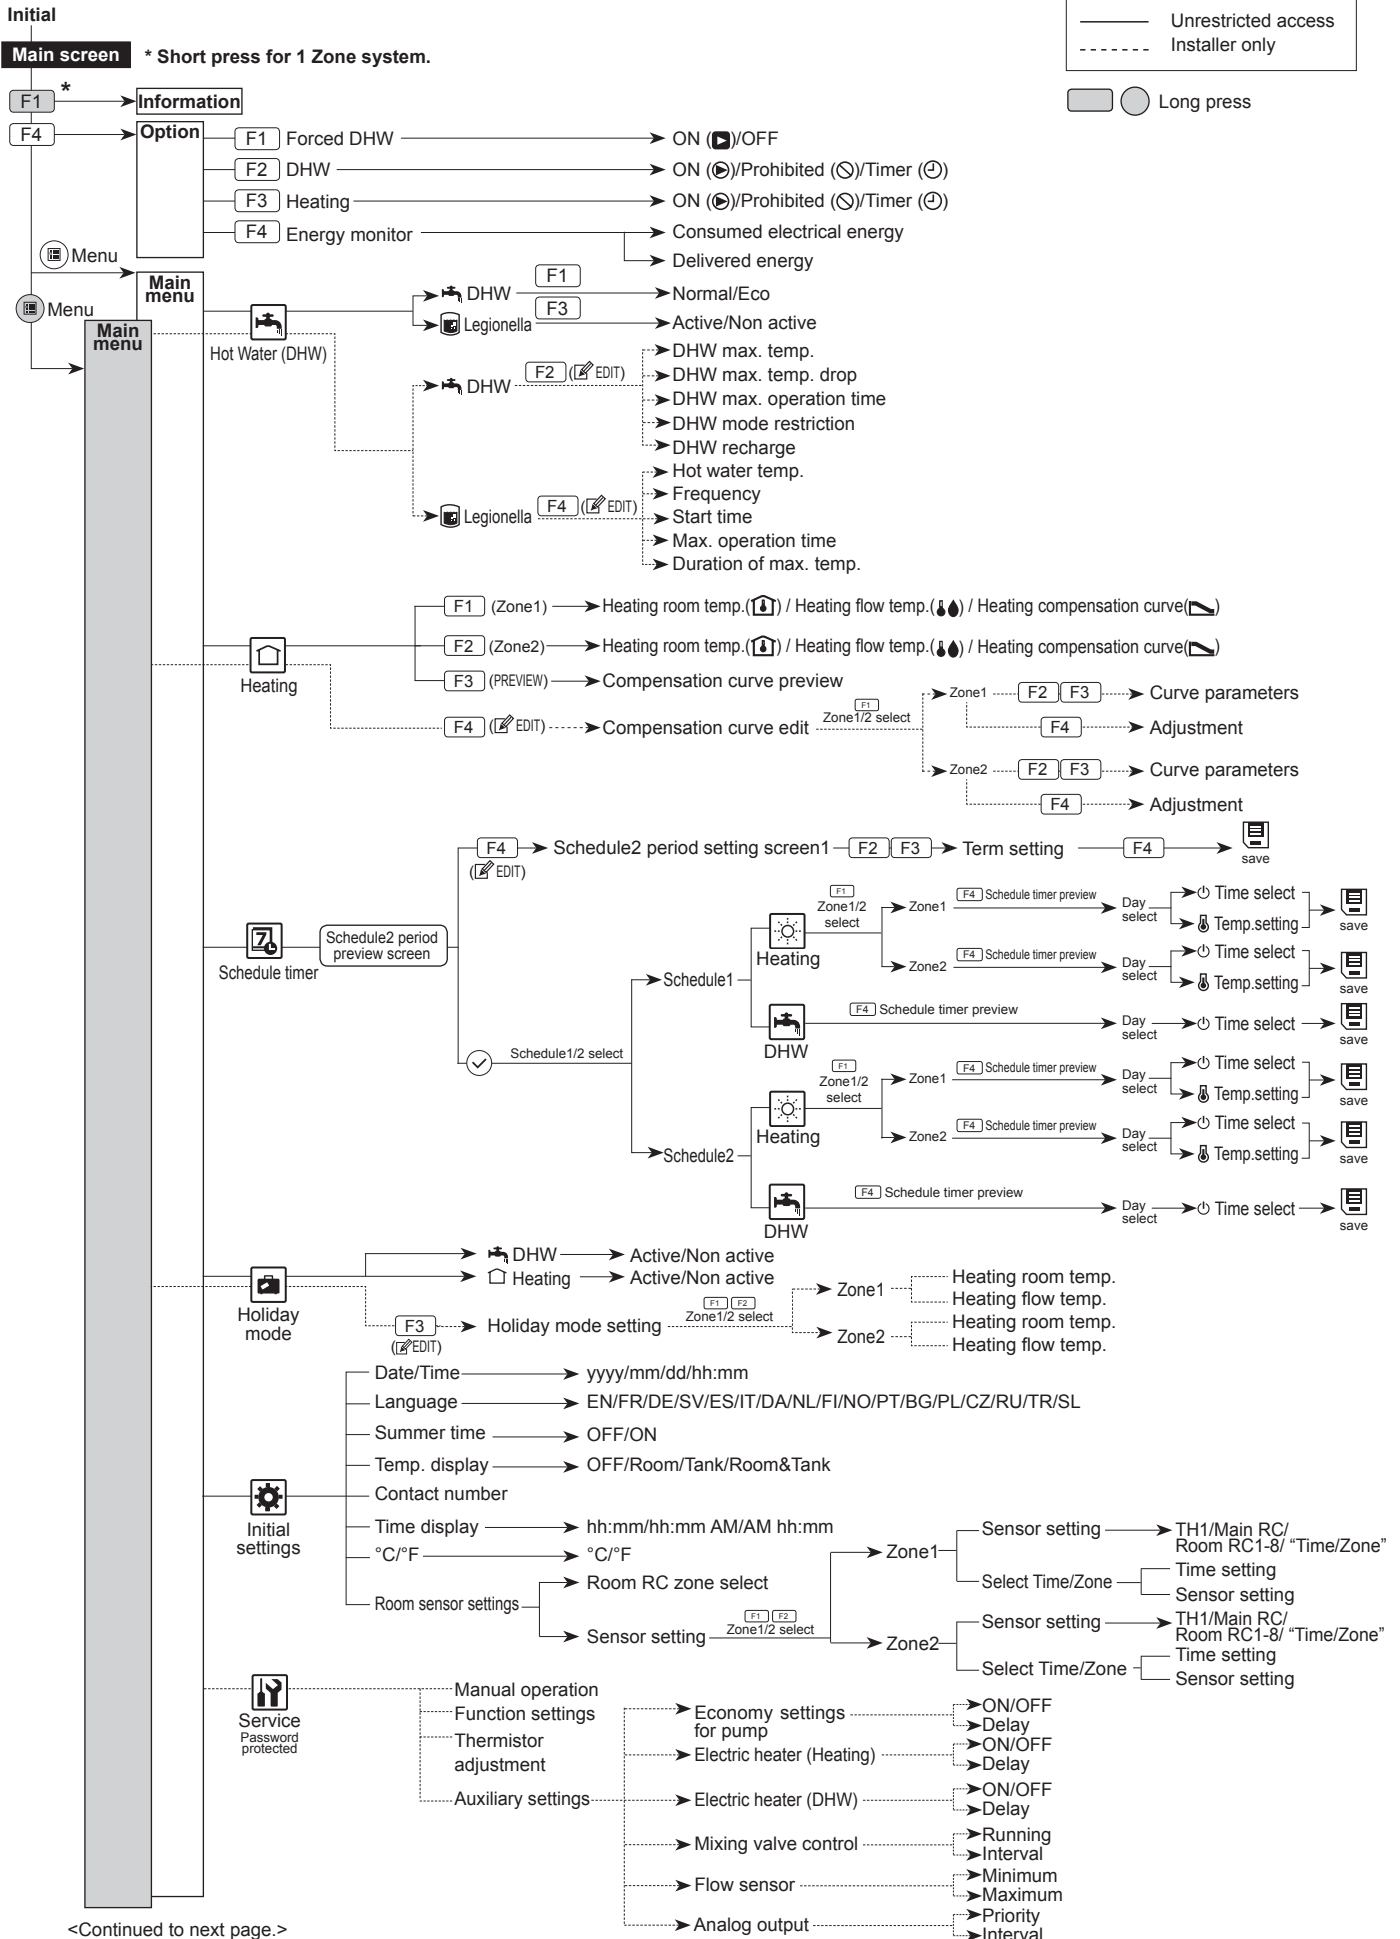 Initial
Main screen
* Short press for 1 Zone system.
Unrestricted access
Installer only
Long press
F1 * Information
F4 Option
F1 Forced DHW ON ( )/OFF
F2 DHW ON ( )/Prohibited ( )/Timer ( )
F3 Heating ON ( )/Prohibited ( )/Timer ( )
F4 Energy monitor Consumed electrical energy
Delivered energy
Menu
Main menu
Menu
Main menu
Hot Water (DHW)
DHW F1 Normal/Eco
Legionella F3 Active/Non active
DHW F2 ( EDIT)
DHW max. temp.
DHW max. temp. drop
DHW max. operation time
DHW mode restriction
DHW recharge
Legionella F4 ( EDIT)
Hot water temp.
Frequency
Start time
Max. operation time
Duration of max. temp.
Heating
F1 (Zone1) Heating room temp.( ) / Heating flow temp.( ) / Heating compensation curve( )
F2 (Zone2) Heating room temp.( ) / Heating flow temp.( ) / Heating compensation curve( )
F3 (PREVIEW) Compensation curve preview
F4 ( EDIT) Compensation curve edit
F1
Zone1/2 select
Zone1 F2 F3 Curve parameters
F4 Adjustment
Zone2 F2 F3 Curve parameters
F4 Adjustment
7
Schedule timer
Schedule2 period preview screen
F4 ( EDIT) Schedule2 period setting screen1 F2 F3 Term setting F4 save
Schedule1/2 select
Schedule1
Heating
F1
Zone1/2 select
Zone1 F4 Schedule timer preview Day select Time select
Temp.setting save
Zone2 F4 Schedule timer preview Day select Time select
Temp.setting save
DHW F4 Schedule timer preview Day select Time select save
Schedule2
Heating
F1
Zone1/2 select
Zone1 F4 Schedule timer preview Day select Time select
Temp.setting save
Zone2 F4 Schedule timer preview Day select Time select
Temp.setting save
DHW F4 Schedule timer preview Day select Time select save
Holiday mode
DHW Active/Non active
Heating Active/Non active
F3 ( EDIT) Holiday mode setting
F1 F2
Zone1/2 select
Zone1 Heating room temp.
Heating flow temp.
Zone2 Heating room temp.
Heating flow temp.
Initial settings
Date/Time yyyy/mm/dd/hh:mm
Language EN/FR/DE/SV/ES/IT/DA/NL/FI/NO/PT/BG/PL/CZ/RU/TR/SL
Summer time OFF/ON
Temp. display OFF/Room/Tank/Room&Tank
Contact number
Time display hh:mm/hh:mm AM/AM hh:mm
°C/°F °C/°F
Room sensor settings
Room RC zone select
Sensor setting
F1 F2
Zone1/2 select
Zone1
Sensor setting TH1/Main RC/
Room RC1-8/ “Time/Zone”
Select Time/Zone Time setting
Sensor setting
Zone2
Sensor setting TH1/Main RC/
Room RC1-8/ “Time/Zone”
Select Time/Zone Time setting
Sensor setting
Service
Password protected
Manual operation
Function settings
Thermistor adjustment
Auxiliary settings
Economy settings for pump ON/OFF
Delay
Electric heater (Heating) ON/OFF
Delay
Electric heater (DHW) ON/OFF
Delay
Mixing valve control Running
Interval
Flow sensor Minimum
Maximum
Analog output Priority
Interval
<Continued to next page.>